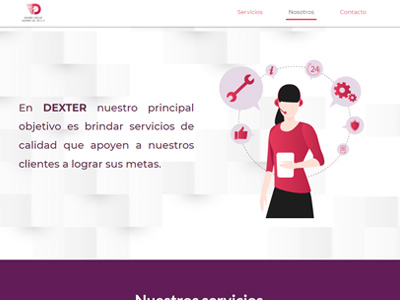 Servicios
Nosotros
Contacto
24
En DEXTER nuestro principal
objetivo es brindar servicios de
calidad que apoyen a nuestros
clientes a lograr sus metas.
Nuestros servicios